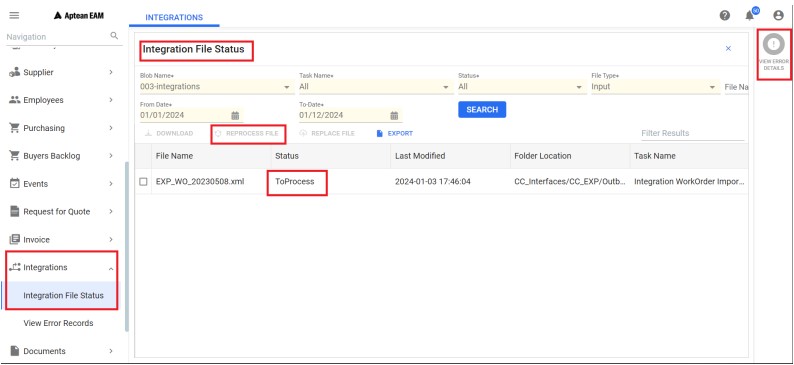 Aptean EAM
INTEGRATIONS
Navigation
Supplier
Employees
Purchasing
Buyers Backlog
Events
Request for Quote
Invoice
Integrations
Integration File Status
View Error Records
Documents
Integration File Status
Blob Name*
003-integrations
Task Name*
All
Status*
All
File Type*
Input
File Na
From Date*
01/01/2024
To-Date*
01/12/2024
SEARCH
DOWNLOAD
REPROCESS FILE
REPLACE FILE
EXPORT
Filter Results
File Name Status Last Modified Folder Location Task Name
EXP_WO_20230508.xml ToProcess 2024-01-03 17:46:04 CC_Interfaces/CC_EXP/Outb... Integration WorkOrder Impor...
VIEW ERROR
DETAILS